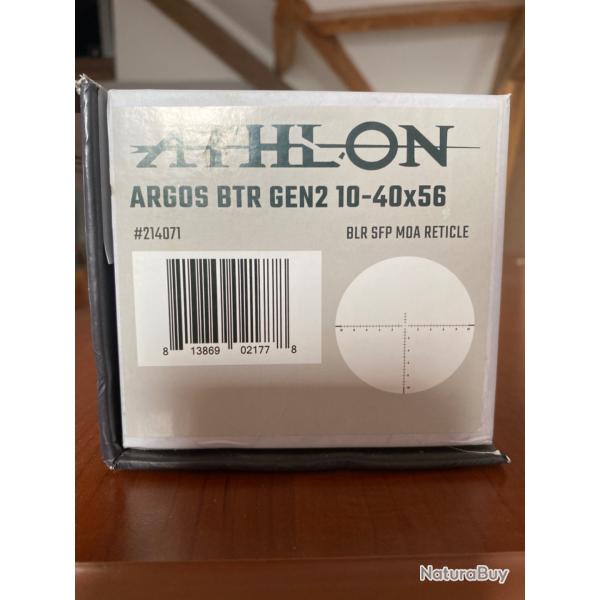 ATHLON
ARGOS BTR GEN2 10-40x56
#214071
BLR SFP MOA RETICLE
8 13869 02177 8
NaturaBuy